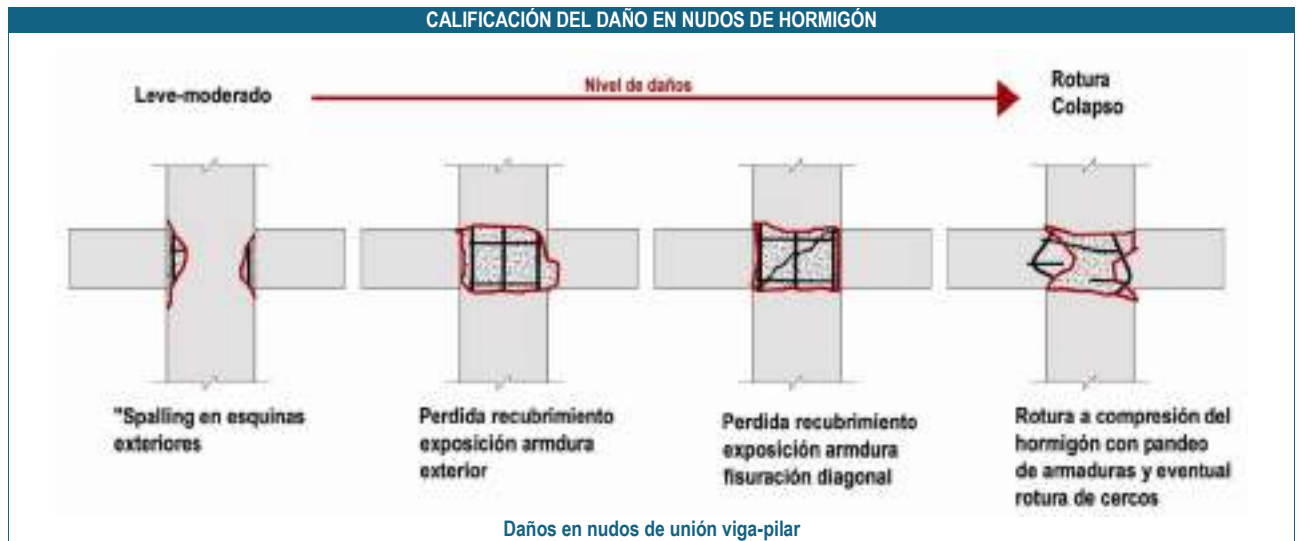 CALIFICACIÓN DEL DAÑO EN NUDOS DE HORMIGÓN
Leve-moderado
Nivel de daños
Rotura
Colapso
"Spalling en esquinas
exteriores
Perdida recubrimiento
exposición armdura
exterior
Perdida recubrimiento
exposición armdura
fisuración diagonal
Rotura a compresión del
hormigón con pandeo
de armaduras y eventual
rotura de cercos
Daños en nudos de unión viga-pilar